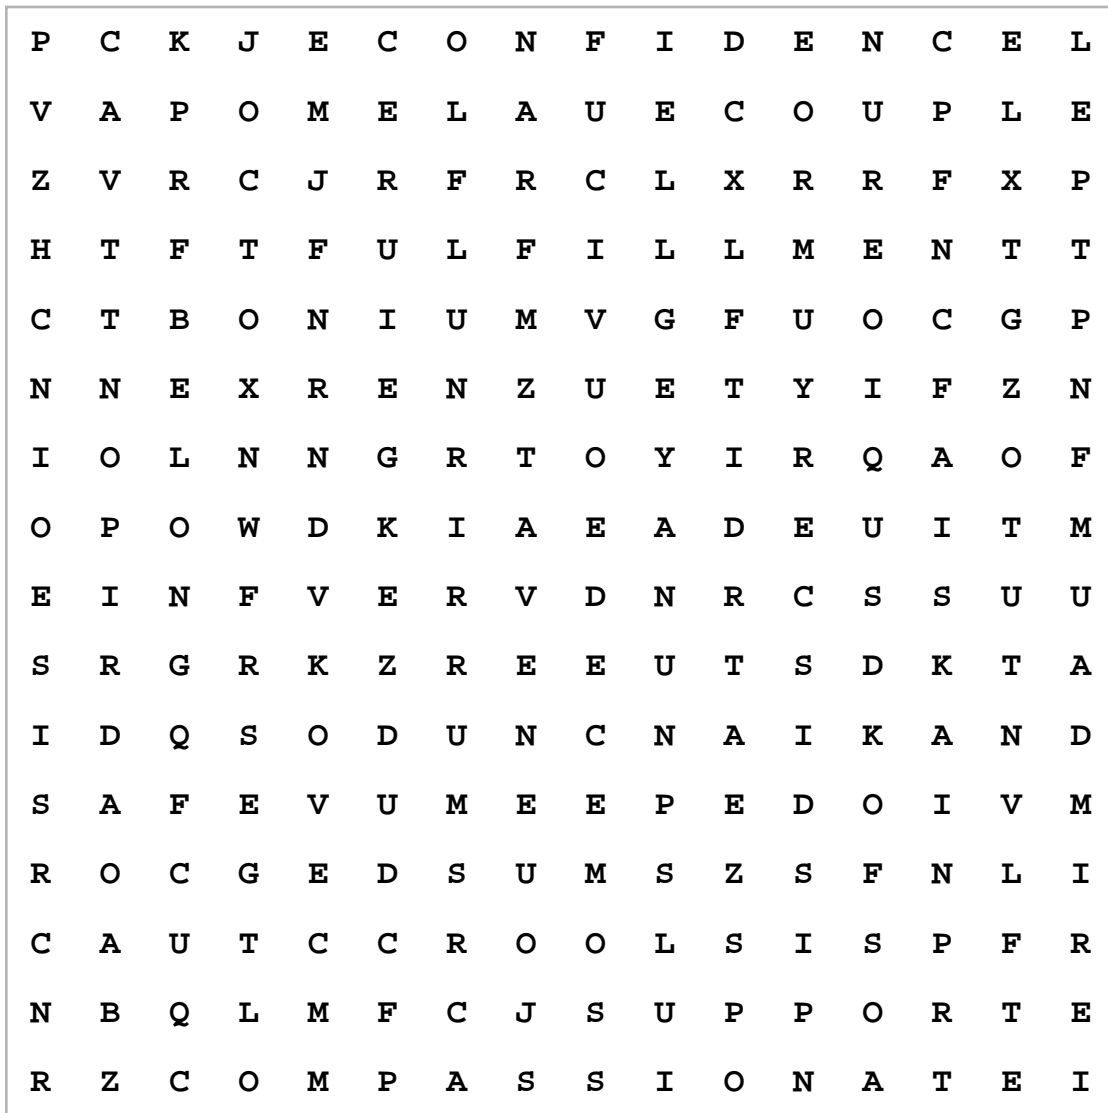 P C K J E C O N F I D E N C E L
V A P O M E L A U E C O U P L E
Z V R C J R F R C L X R R F X P
H T F T F U L F I L L M E N T T
C T B O N I U M V G F U O C G P
N N E X R E N Z U E T Y I F Z N
I O L N N G R T O Y I R Q A O F
O P O W D K I A E A D E U I T M
E I N F V E R V D N R C S S U U
S R G R K Z R E E U T S D K T A
I D Q S O D U N C N A I K A N D
S A F E V U M E E P E D O I V M
R O C G E D S U M S Z S F N L I
C A U T C C R O O L S I S P F R
N B Q L M F C J S U P P O R T E
R Z C O M P A S S I O N A T E I